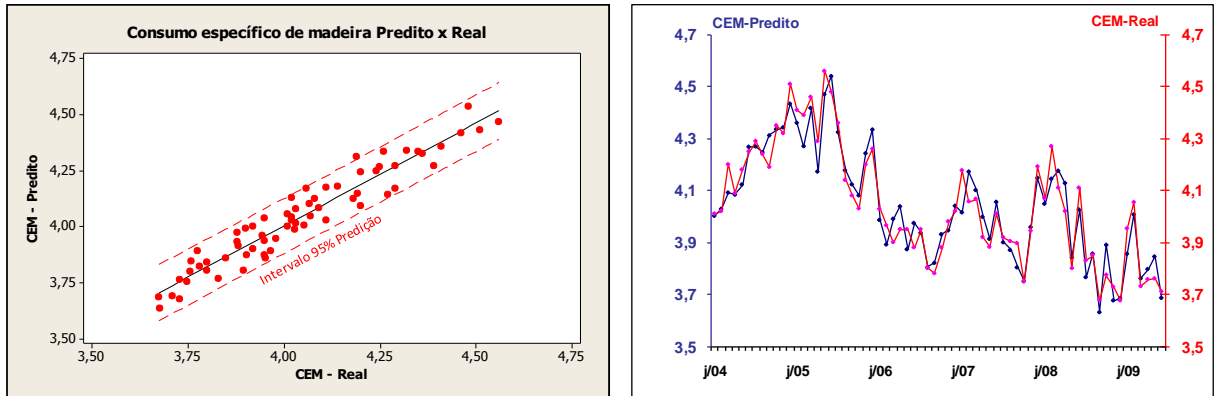 Consumo específico de madeira Predito x Real
CEM - Predito
4,75
4,50
4,25
4,00
3,75
3,50
Intervalo 95% Predição
3,50
3,75
4,00
4,25
4,50
4,75
CEM - Real
CEM-Predito
CEM-Real
4,7
4,5
4,3
4,1
3,9
3,7
3,5
4,7
4,5
4,3
4,1
3,9
3,7
3,5
j/04
j/05
j/06
j/07
j/08
j/09